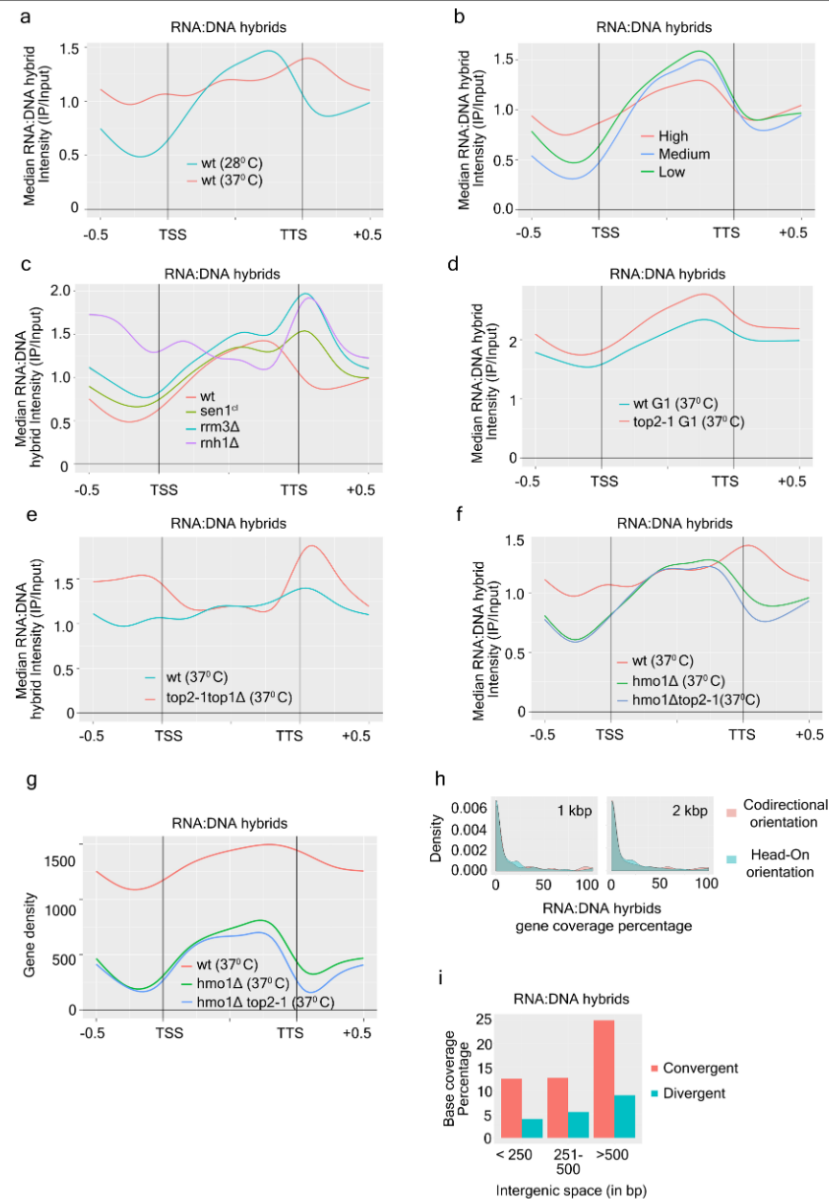 a
RNA:DNA hybrids
Median RNA:DNA hybrid
Intensity (IP/Input)
1.5
1.0
0.5
0
wt (28⁰ C)
wt (37⁰ C)
-0.5 TSS TTS +0.5
b
RNA:DNA hybrids
Median RNA:DNA hybrid
Intensity (IP/Input)
1.5
1.0
0.5
0.0
High
Medium
Low
-0.5 TSS TTS +0.5
c
RNA:DNA hybrids
Median RNA:DNA
hybrid Intensity (IP/Input)
2.0
1.5
1.0
0.5
0
wt
sen1ᶜˡ
rrm3Δ
rnh1Δ
-0.5 TSS TTS +0.5
d
RNA:DNA hybrids
Median RNA:DNA hybrid
Intensity (IP/Input)
2
1
0
wt G1 (37⁰ C)
top2-1 G1 (37⁰ C)
-0.5 TSS TTS +0.5
e
RNA:DNA hybrids
Median RNA:DNA
hybrid Intensity (IP/Input)
1.5
1.0
0.5
0
wt (37⁰ C)
top2-1top1Δ (37⁰ C)
-0.5 TSS TTS +0.5
f
RNA:DNA hybrids
Median RNA:DNA hybrid
Intensity (IP/Input)
1.5
1.0
0.5
0
wt (37⁰ C)
hmo1Δ (37⁰ C)
hmo1Δtop2-1(37⁰ C)
-0.5 TSS TTS +0.5
g
RNA:DNA hybrids
Gene density
1500
1000
500
0
wt (37⁰ C)
hmo1Δ (37⁰ C)
hmo1Δ top2-1 (37⁰ C)
-0.5 TSS TTS +0.5
h
Density
0.006
0.004
0.002
0.000
1 kbp
2 kbp
0 50 100
0 50 100
RNA:DNA hyrbids
gene coverage percentage
Codirectional
orientation
Head-On
orientation
i
RNA:DNA hybrids
Base coverage
Percentage
25
20
15
10
5
0
Convergent
Divergent
< 250 251-
500 >500
Intergenic space (in bp)